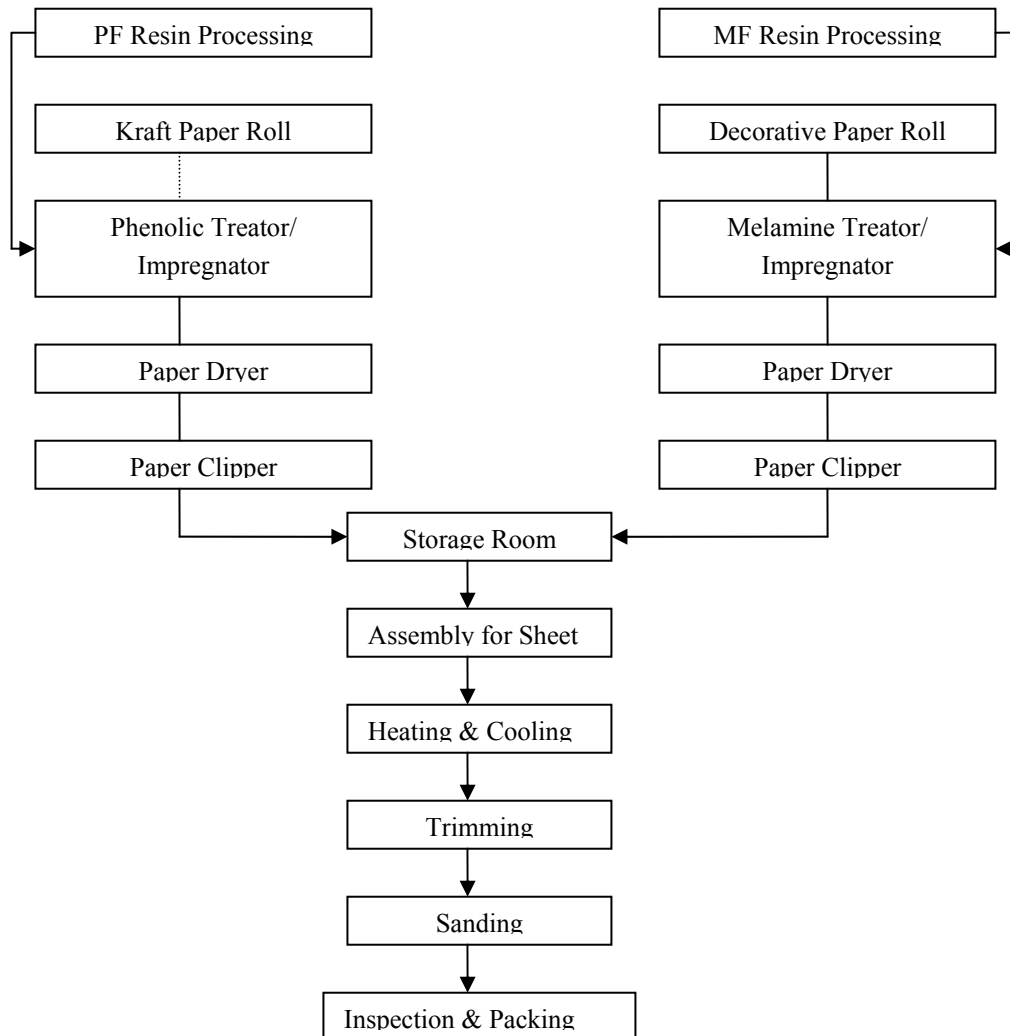 PF Resin Processing
MF Resin Processing
Kraft Paper Roll
Decorative Paper Roll
Phenolic Treator/
Impregnator
Melamine Treator/
Impregnator
Paper Dryer
Paper Dryer
Paper Clipper
Paper Clipper
Storage Room
Assembly for Sheet
Heating & Cooling
Trimming
Sanding
Inspection & Packing